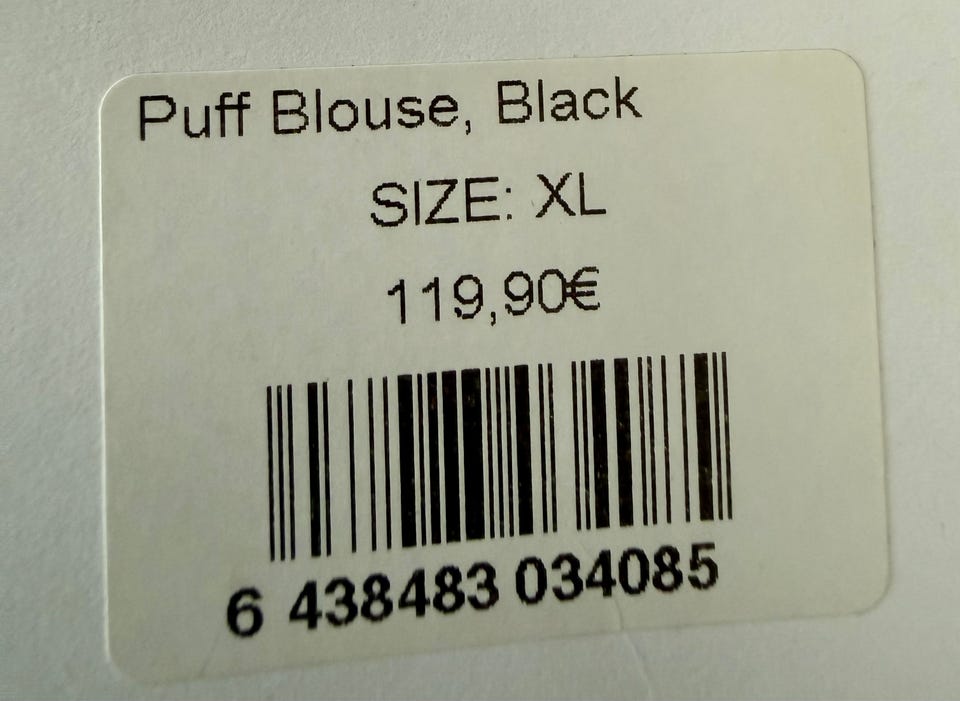 Puff Blouse, Black
SIZE: XL
119,90€
6 438483 034085